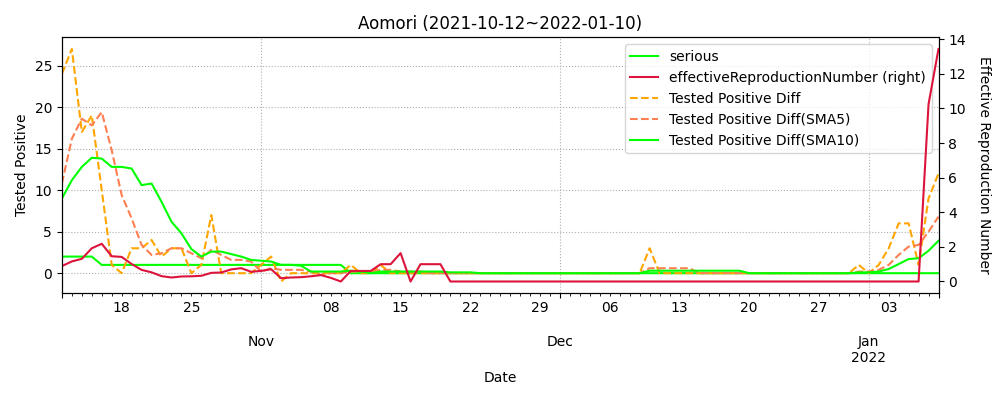 Aomori (2021-10-12~2022-01-10)
serious
effectiveReproductionNumber (right)
Tested Positive Diff
Tested Positive Diff(SMA5)
Tested Positive Diff(SMA10)
Tested Positive
25
20
15
10
5
0
Effective Reproduction Number
14
12
10
8
6
4
2
0
18 25 08 15 22 29 06 13 20 27 03
Nov Dec Jan
2022
Date